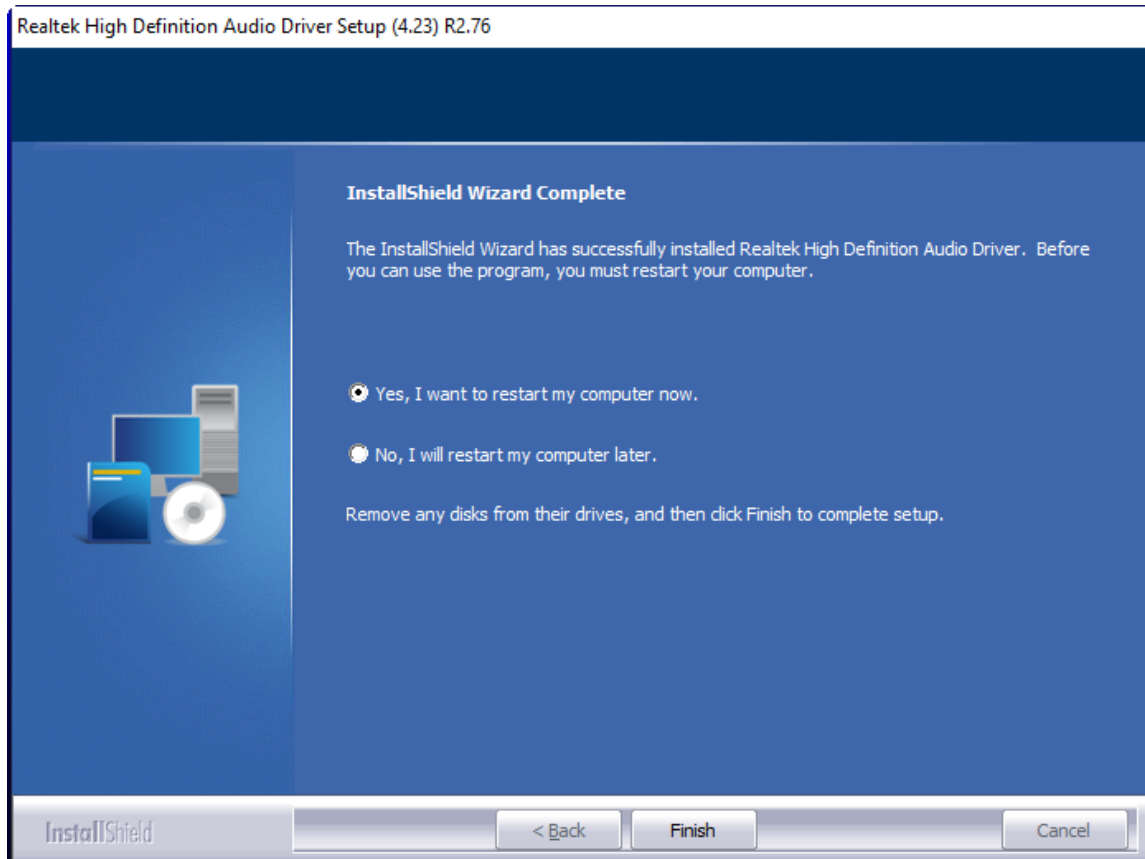 Realtek High Definition Audio Driver Setup (4.23) R2.76
InstallShield Wizard Complete
The InstallShield Wizard has successfully installed Realtek High Definition Audio Driver.  Before
you can use the program, you must restart your computer.
Yes, I want to restart my computer now.
No, I will restart my computer later.
Remove any disks from their drives, and then click Finish to complete setup.
InstallShield
< Back
Finish
Cancel